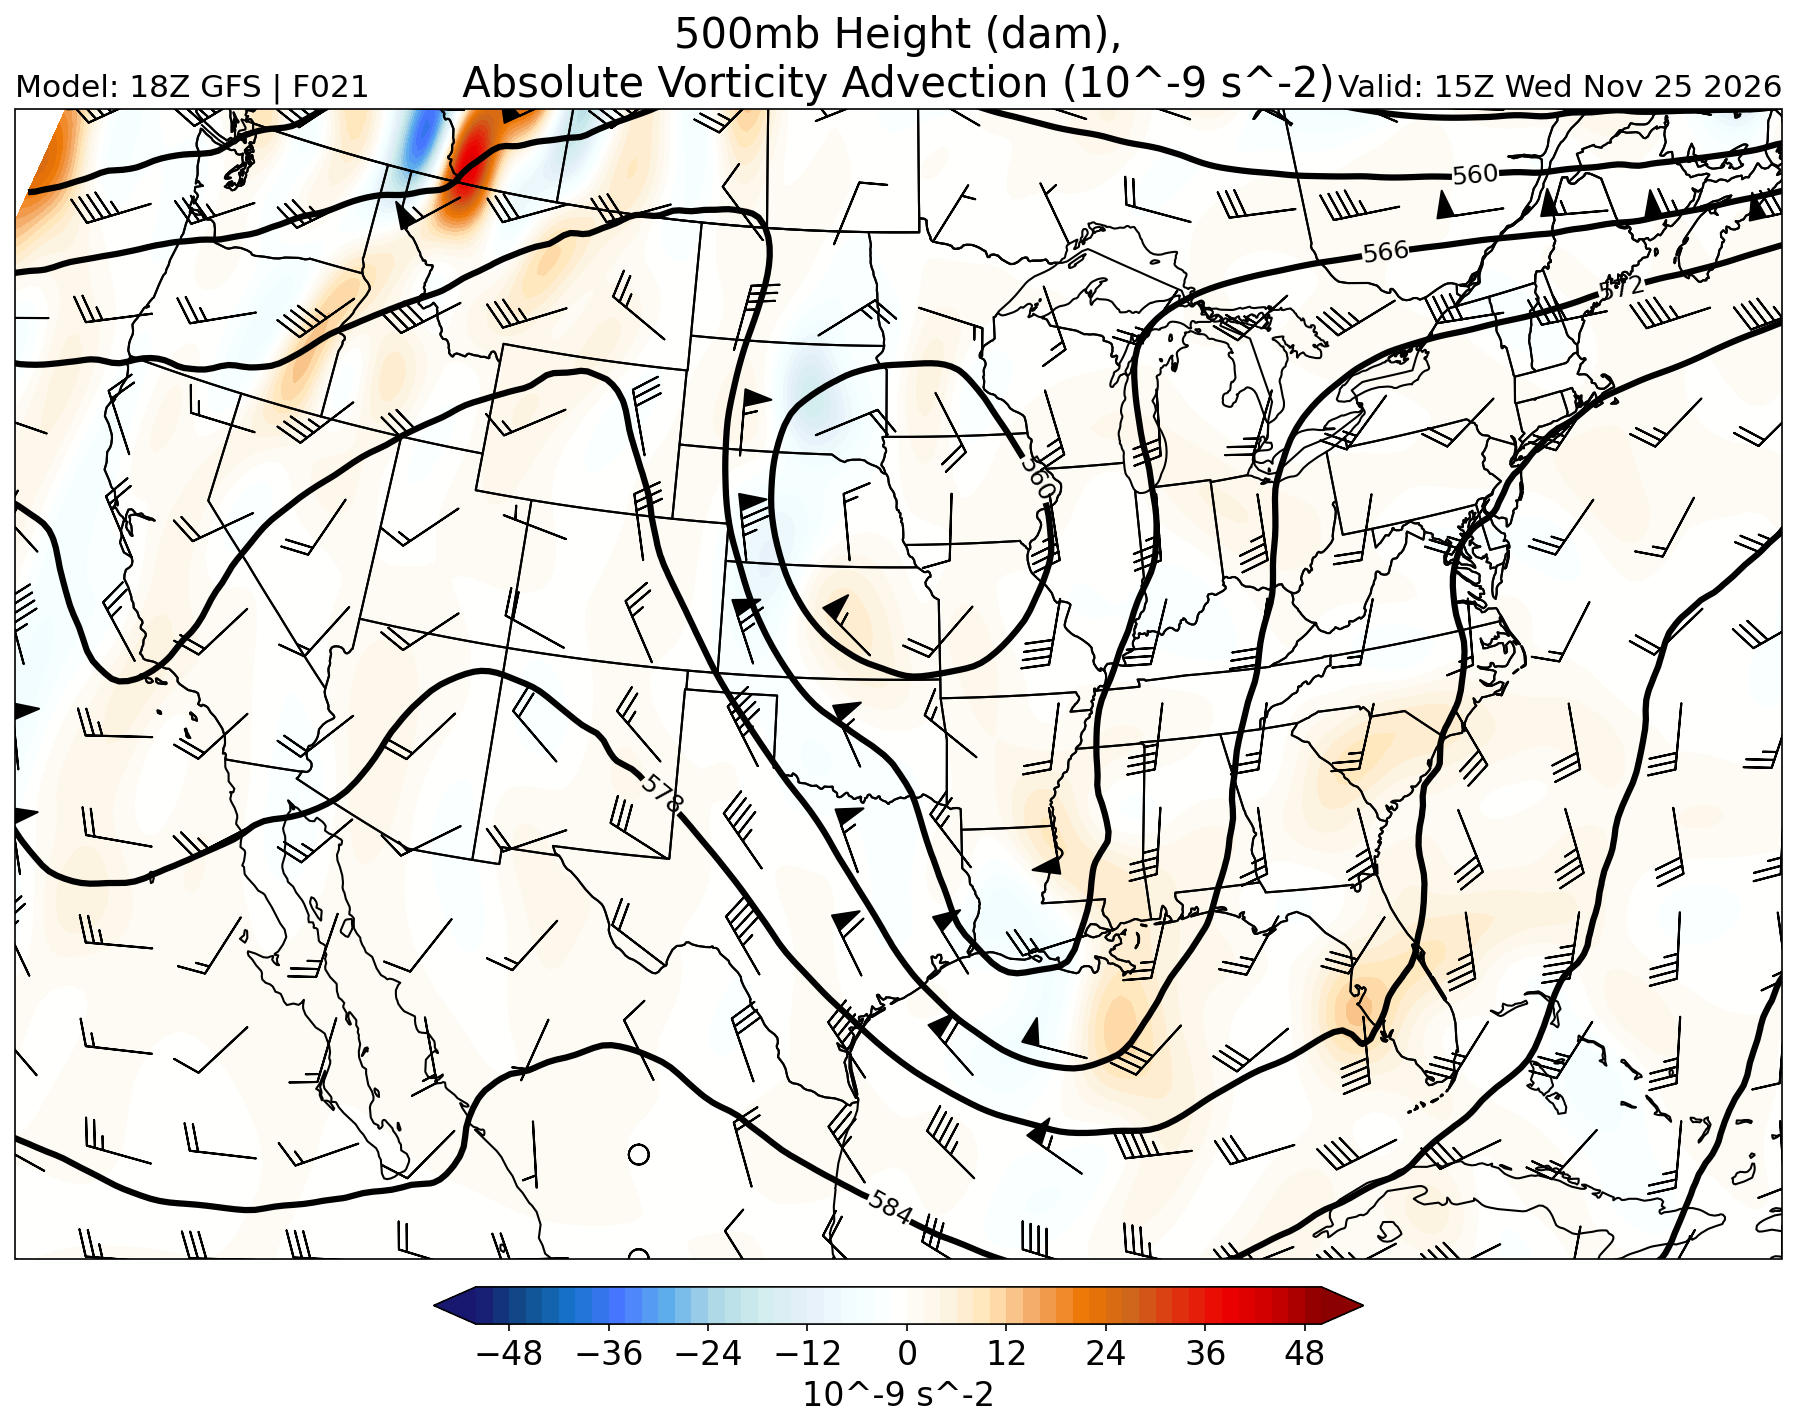 500mb Height (dam),
Absolute Vorticity Advection (10^-9 s^-2)
Model: 18Z GFS | F021
Valid: 15Z Wed Nov 25 2026
560
566
572
560
578
584
−48 −36 −24 −12 0 12 24 36 48
10^-9 s^-2